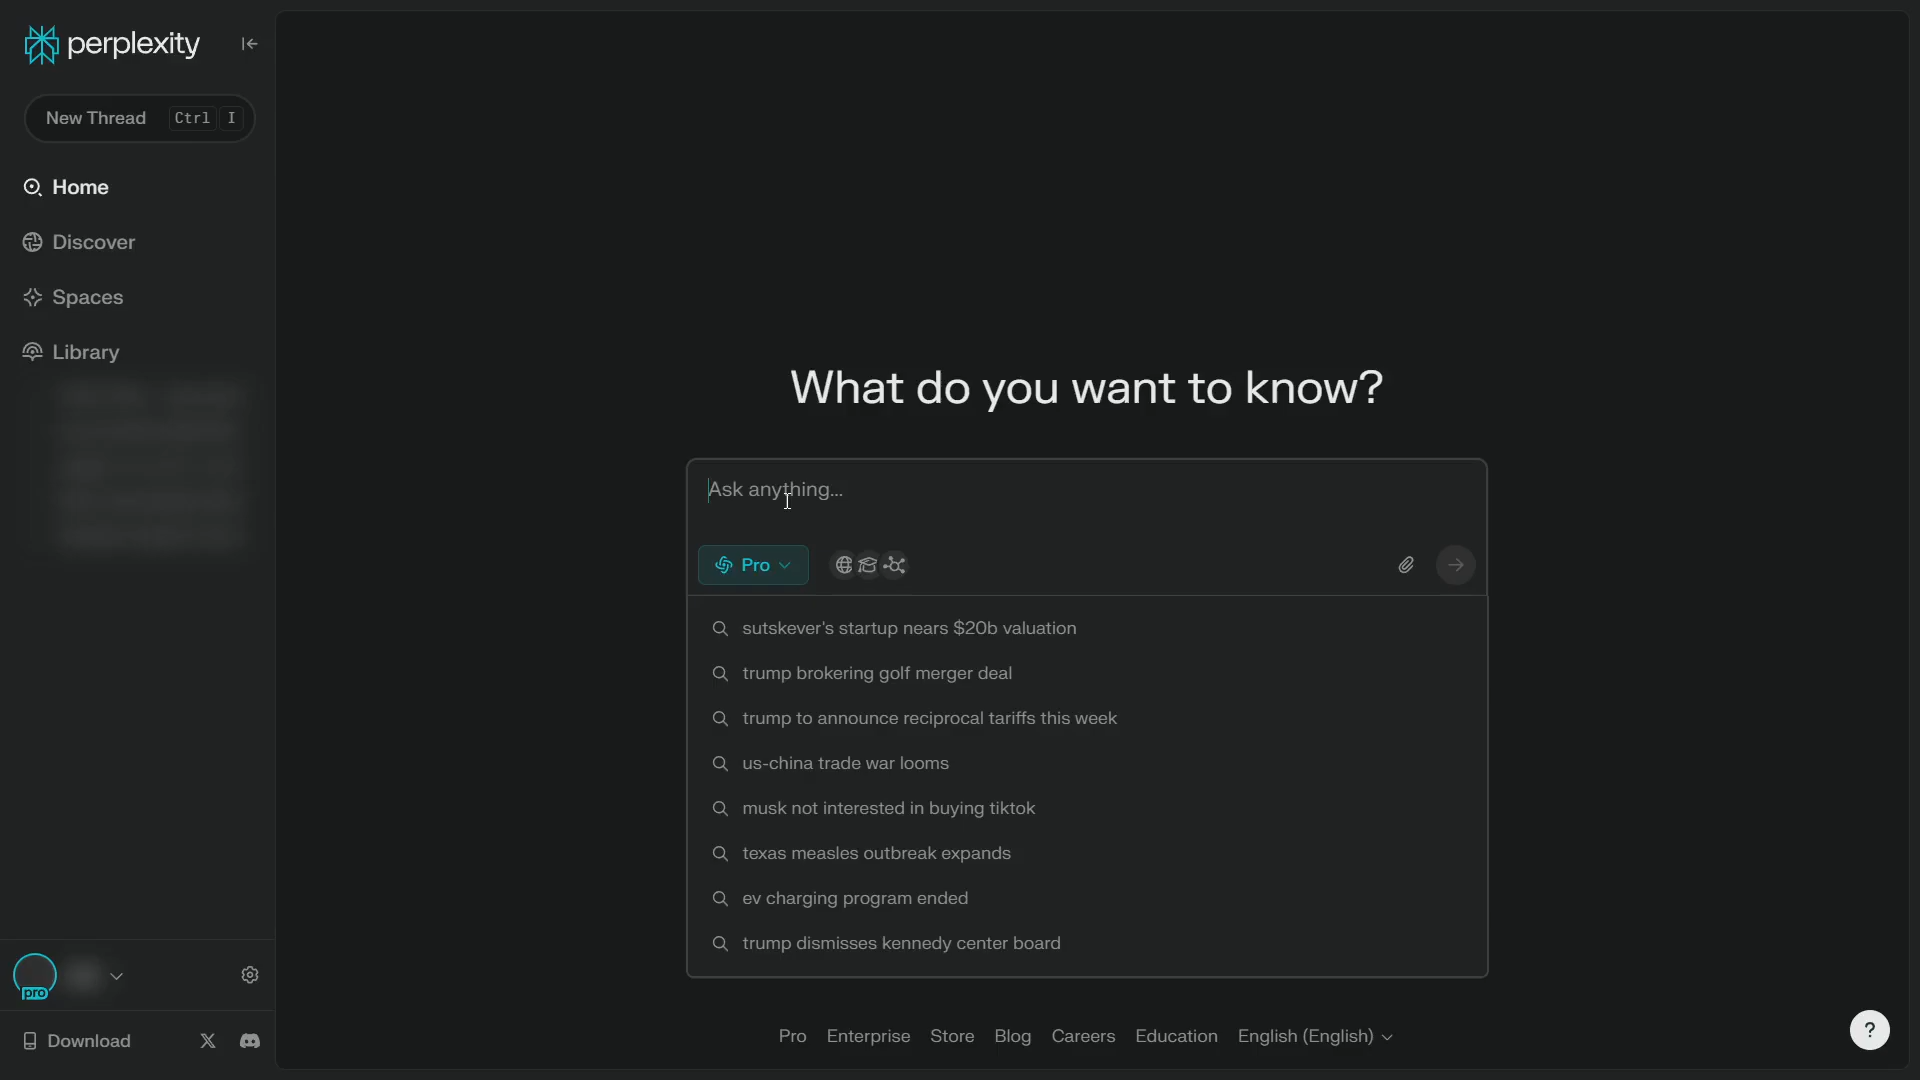 perplexity
New Thread Ctrl I
Home
Discover
Spaces
Library
What do you want to know?
Ask anything...
Pro
sutskever's startup nears $20b valuation
trump brokering golf merger deal
trump to announce reciprocal tariffs this week
us-china trade war looms
musk not interested in buying tiktok
texas measles outbreak expands
ev charging program ended
trump dismisses kennedy center board
pro
Download
Pro Enterprise Store Blog Careers Education English (English)
?